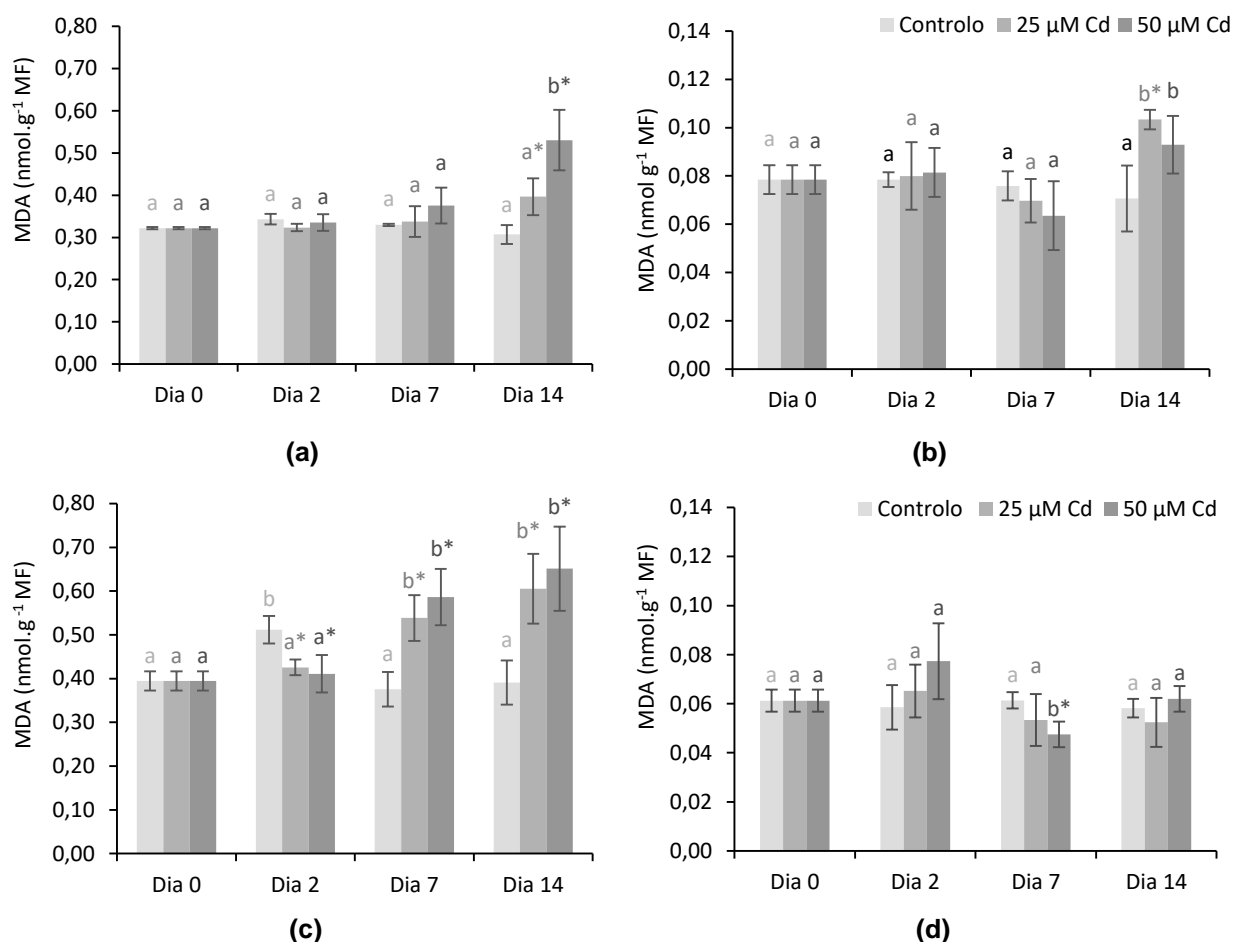 MDA (nmol.g⁻¹ MF)
0,80
0,70
0,60
0,50
0,40
0,30
0,20
0,10
0,00
a a a
a a a
a a a
a a* b*
Dia 0 Dia 2 Dia 7 Dia 14
(a)
Controlo 25 µM Cd 50 µM Cd
MDA (nmol g⁻¹ MF)
0,14
0,12
0,10
0,08
0,06
0,04
0,02
0,00
a a a
a a a
a a a
a b* b
Dia 0 Dia 2 Dia 7 Dia 14
(b)
MDA (nmol.g⁻¹ MF)
0,80
0,70
0,60
0,50
0,40
0,30
0,20
0,10
0,00
a a a
b a* a*
a b* b*
a b* b*
Dia 0 Dia 2 Dia 7 Dia 14
(c)
Controlo 25 µM Cd 50 µM Cd
MDA (nmol.g⁻¹ MF)
0,14
0,12
0,10
0,08
0,06
0,04
0,02
0,00
a a a
a a a
a a b*
a a a
Dia 0 Dia 2 Dia 7 Dia 14
(d)